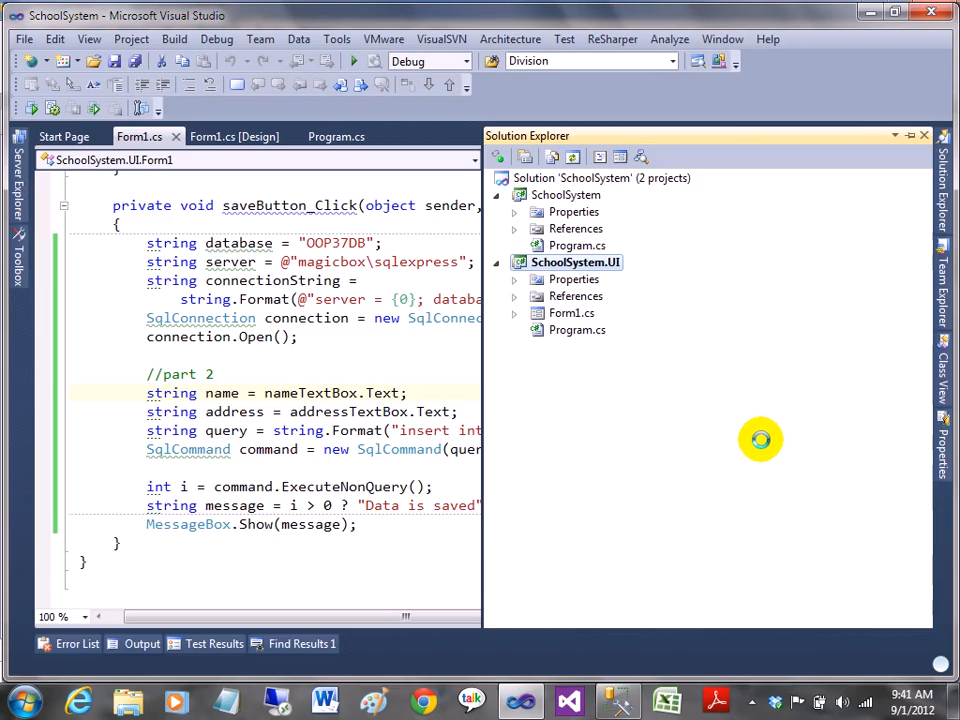 SchoolSystem - Microsoft Visual Studio
File Edit View Project Build Debug Team Data Tools VMware VisualSVN Architecture Test ReSharper Analyze Window Help
Debug Division
Start Page Form1.cs Form1.cs [Design] Program.cs
SchoolSystem.UI.Form1
}
private void saveButton_Click(object sender,
{
string database = "OOP37DB";
string server = @"magicbox\sqlexpress";
string connectionString =
string.Format(@"server = {0}; databa
SqlConnection connection = new SqlConnec
connection.Open();
//part 2
string name = nameTextBox.Text;
string address = addressTextBox.Text;
string query = string.Format("insert int
SqlCommand command = new SqlCommand(quer
int i = command.ExecuteNonQuery();
string message = i > 0 ? "Data is saved"
MessageBox.Show(message);
}
}
100 %
Solution Explorer
Solution 'SchoolSystem' (2 projects)
SchoolSystem
Properties
References
Program.cs
SchoolSystem.UI
Properties
References
Form1.cs
Program.cs
Server Explorer
Toolbox
Solution Explorer
Team Explorer
Class View
Properties
Error List Output Test Results Find Results 1
talk
9:41 AM
9/1/2012